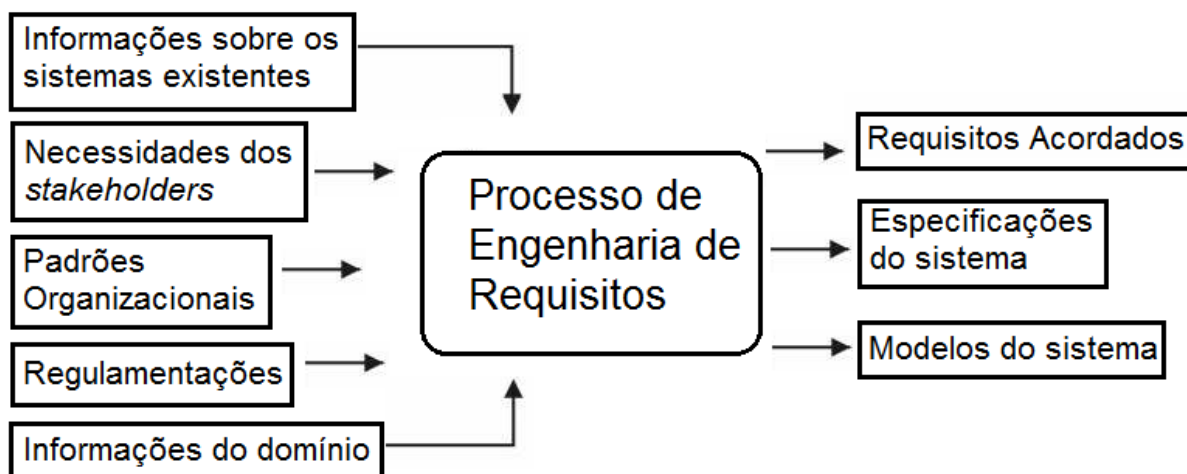 Informações sobre os
sistemas existentes
Necessidades dos
stakeholders
Padrões
Organizacionais
Regulamentações
Informações do domínio
Processo de
Engenharia de
Requisitos
Requisitos Acordados
Especificações
do sistema
Modelos do sistema